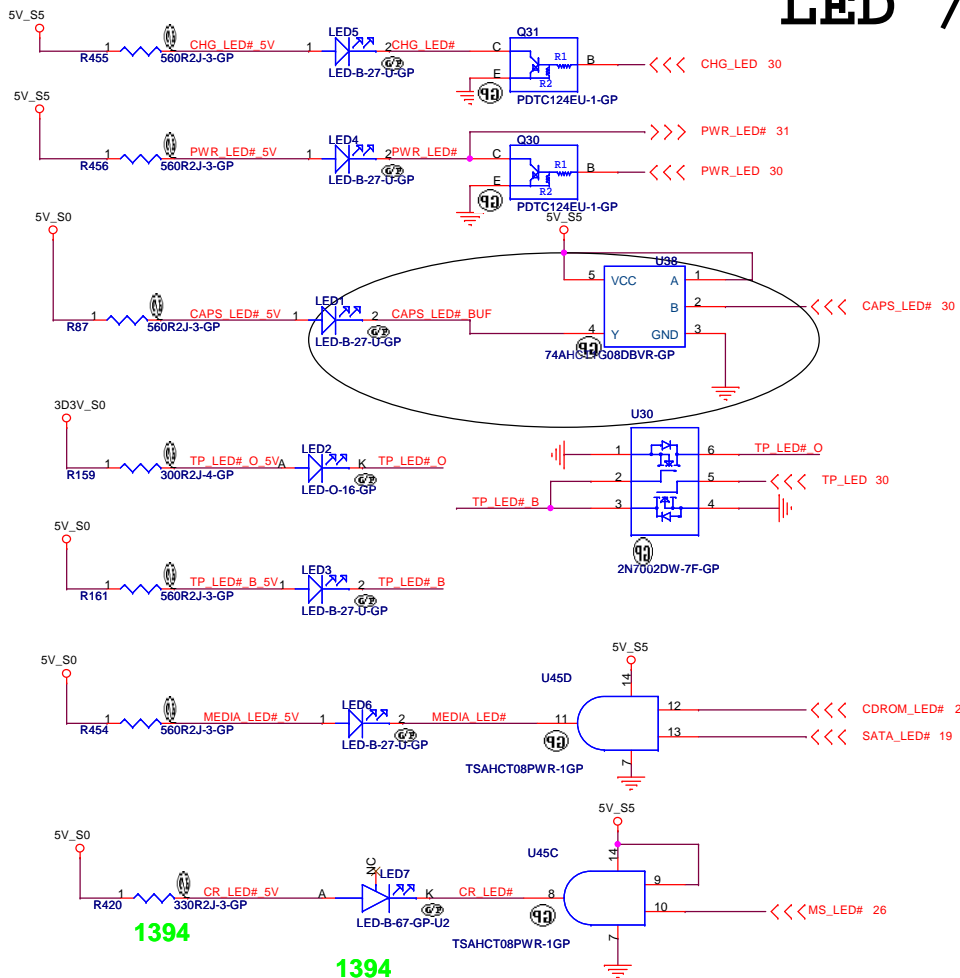 LED /
5V_S5
R455 1 560R2J-3-GP CHG_LED#_5V 1 LED5 LED-B-27-U-GP 2 CHG_LED# C E Q31 R1 R2 B PDTC124EU-1-GP CHG_LED 30
5V_S5
PWR_LED# 31
R456 1 560R2J-3-GP PWR_LED#_5V 1 LED4 LED-B-27-U-GP 2 PWR_LED# C E Q30 R1 R2 B PDTC124EU-1-GP PWR_LED 30
5V_S0
5V_S5
U38
5 VCC A 1
B 2 CAPS_LED# 30
4 Y GND 3
R87 1 560R2J-3-GP CAPS_LED#_5V 1 LED1 LED-B-27-U-GP 2 CAPS_LED#_BUF
3D3V_S0
R159 1 300R2J-4-GP TP_LED#_O_5V A LED2 LED-O-16-GP K TP_LED#_O
U30
1 6 TP_LED#_O
2 5 TP_LED 30
TP_LED#_B 3 4
2N7002DW-7F-GP
5V_S0
R161 1 560R2J-3-GP TP_LED#_B_5V 1 LED3 LED-B-27-U-GP 2 TP_LED#_B
5V_S0
5V_S5
R454 1 560R2J-3-GP MEDIA_LED#_5V 1 LED6 LED-B-27-U-GP 2 MEDIA_LED# 11 U45D 14 7 TSAHCT08PWR-1GP
12 CDROM_LED# 2
13 SATA_LED# 19
5V_S0
5V_S5
R420 1 330R2J-3-GP CR_LED#_5V A NC LED7 LED-B-67-GP-U2 K CR_LED# 8 U45C 14 7 TSAHCT08PWR-1GP
9
10 MS_LED# 26
1394
1394